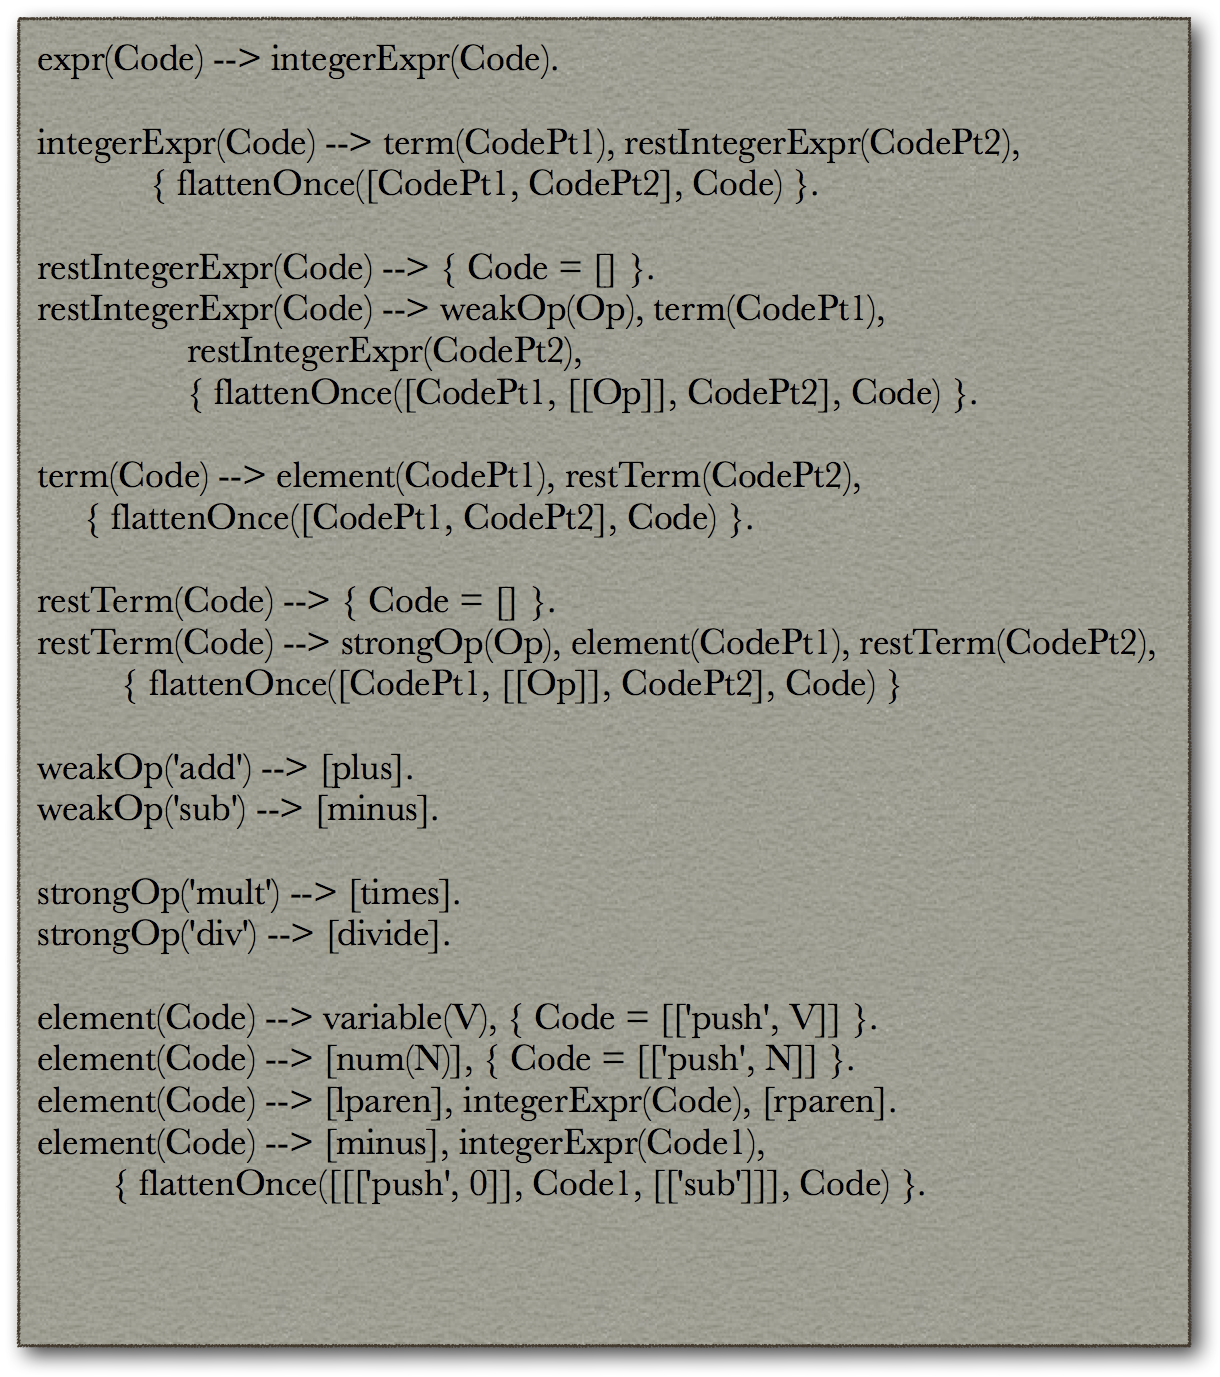 expr(Code) --> integerExpr(Code).
integerExpr(Code) --> term(CodePt1), restIntegerExpr(CodePt2),
{ flattenOnce([CodePt1, CodePt2], Code) }.
restIntegerExpr(Code) --> { Code = [] }.
restIntegerExpr(Code) --> weakOp(Op), term(CodePt1),
restIntegerExpr(CodePt2),
{ flattenOnce([CodePt1, [[Op]], CodePt2], Code) }.
term(Code) --> element(CodePt1), restTerm(CodePt2),
{ flattenOnce([CodePt1, CodePt2], Code) }.
restTerm(Code) --> { Code = [] }.
restTerm(Code) --> strongOp(Op), element(CodePt1), restTerm(CodePt2),
{ flattenOnce([CodePt1, [[Op]], CodePt2], Code) }
weakOp('add') --> [plus].
weakOp('sub') --> [minus].
strongOp('mult') --> [times].
strongOp('div') --> [divide].
element(Code) --> variable(V), { Code = [['push', V]] }.
element(Code) --> [num(N)], { Code = [['push', N]] }.
element(Code) --> [lparen], integerExpr(Code), [rparen].
element(Code) --> [minus], integerExpr(Code1),
{ flattenOnce([[['push', 0]], Code1, [['sub']]], Code) }.